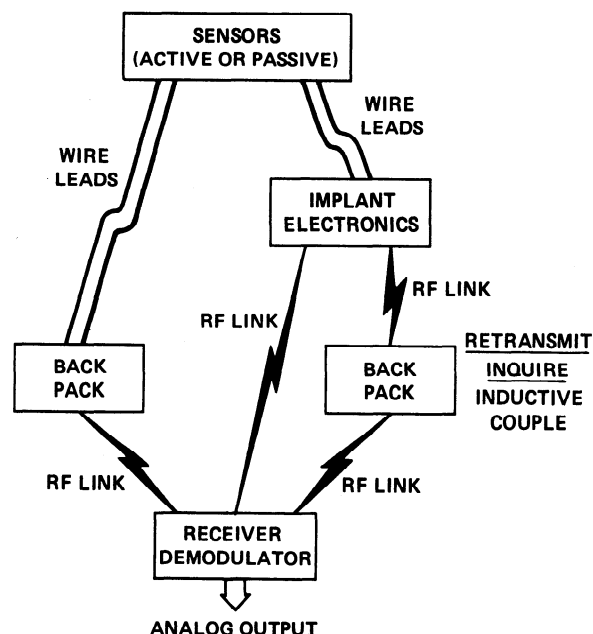 SENSORS
(ACTIVE OR PASSIVE)
WIRE
LEADS
WIRE
LEADS
IMPLANT
ELECTRONICS
RF LINK
RF LINK
BACK
PACK
BACK
PACK
RETRANSMIT
INQUIRE
INDUCTIVE
COUPLE
RF LINK
RF LINK
RECEIVER
DEMODULATOR
ANALOG OUTPUT